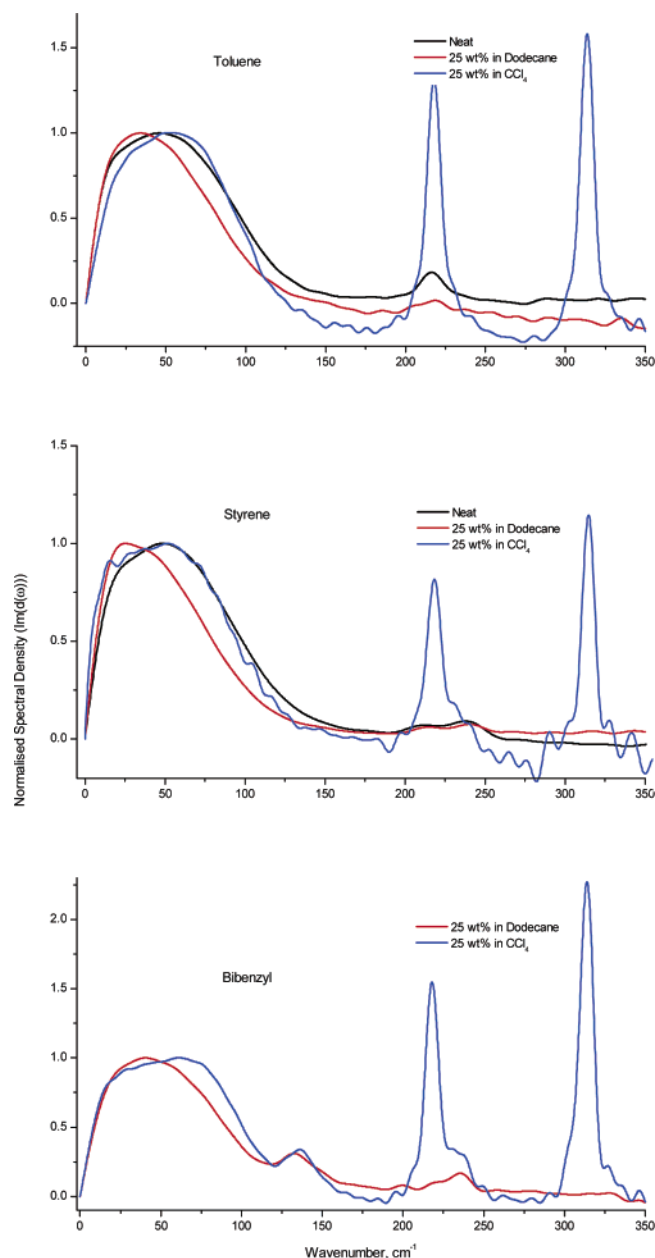 1.5
1.0
0.5
0.0
Toluene
Neat
25 wt% in Dodecane
25 wt% in CCl₄
0 50 100 150 200 250 300 350
Normalised Spectral Density (Im(d(ω)))
1.5
1.0
0.5
0.0
Styrene
Neat
25 wt% in Dodecane
25 wt% in CCl₄
0 50 100 150 200 250 300 350
2.0
1.5
1.0
0.5
0.0
Bibenzyl
25 wt% in Dodecane
25 wt% in CCl₄
0 50 100 150 200 250 300 350
Wavenumber, cm⁻¹